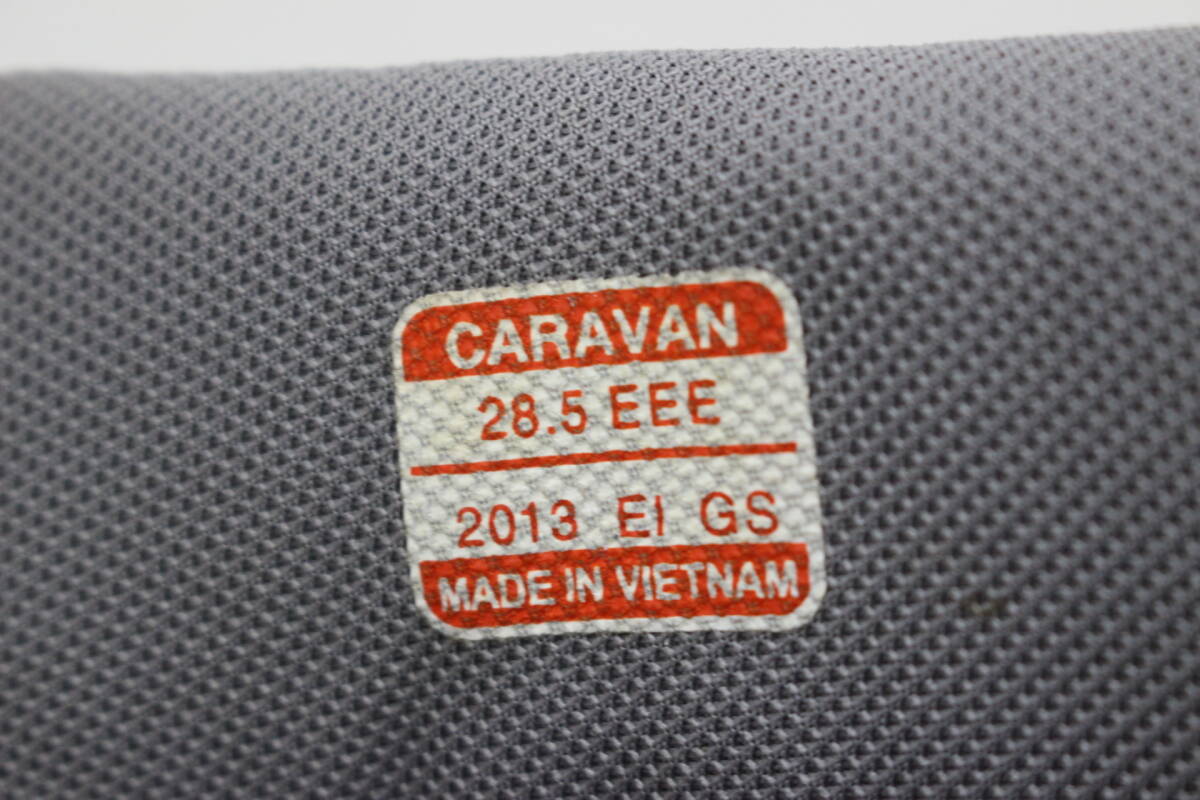 CARAVAN
28.5 EEE
2013 EI GS
MADE IN VIETNAM